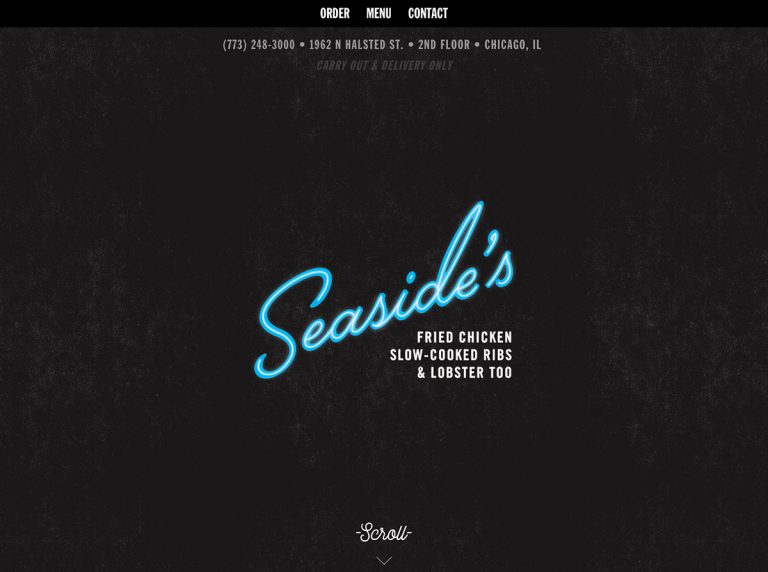 ORDER MENU CONTACT
(773) 248-3000 • 1962 N HALSTED ST. • 2ND FLOOR • CHICAGO, IL
CARRY OUT & DELIVERY ONLY
Seaside's
FRIED CHICKEN
SLOW-COOKED RIBS
& LOBSTER TOO
-Scroll-